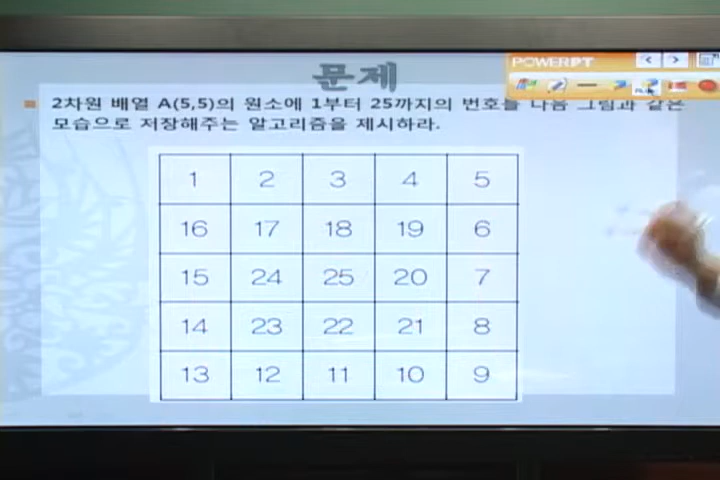 문제
POWERPT
2차원 배열 A(5,5)의 원소에 1부터 25까지의 번호를 다음 그림과 같은
모습으로 저장해주는 알고리즘을 제시하라.
1 2 3 4 5
16 17 18 19 6
15 24 25 20 7
14 23 22 21 8
13 12 11 10 9